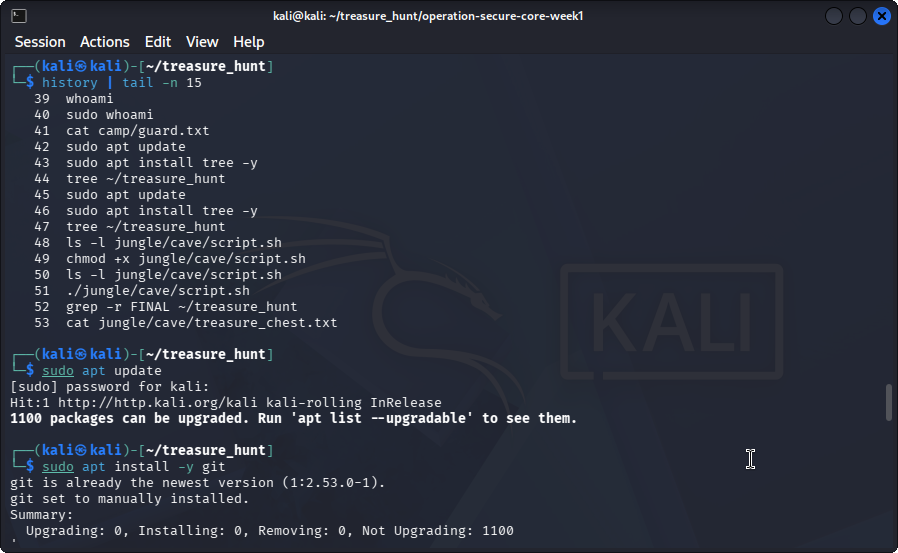 kali@kali: ~/treasure_hunt/operation-secure-core-week1
Session Actions Edit View Help
┌──(kali㉿kali)-[~/treasure_hunt]
└─$ history | tail -n 15
39 whoami
40 sudo whoami
41 cat camp/guard.txt
42 sudo apt update
43 sudo apt install tree -y
44 tree ~/treasure_hunt
45 sudo apt update
46 sudo apt install tree -y
47 tree ~/treasure_hunt
48 ls -l jungle/cave/script.sh
49 chmod +x jungle/cave/script.sh
50 ls -l jungle/cave/script.sh
51 ./jungle/cave/script.sh
52 grep -r FINAL ~/treasure_hunt
53 cat jungle/cave/treasure_chest.txt
┌──(kali㉿kali)-[~/treasure_hunt]
└─$ sudo apt update
[sudo] password for kali:
Hit:1 http://http.kali.org/kali kali-rolling InRelease
1100 packages can be upgraded. Run 'apt list --upgradable' to see them.
┌──(kali㉿kali)-[~/treasure_hunt]
└─$ sudo apt install -y git
git is already the newest version (1:2.53.0-1).
git set to manually installed.
Summary:
Upgrading: 0, Installing: 0, Removing: 0, Not Upgrading: 1100
KALI